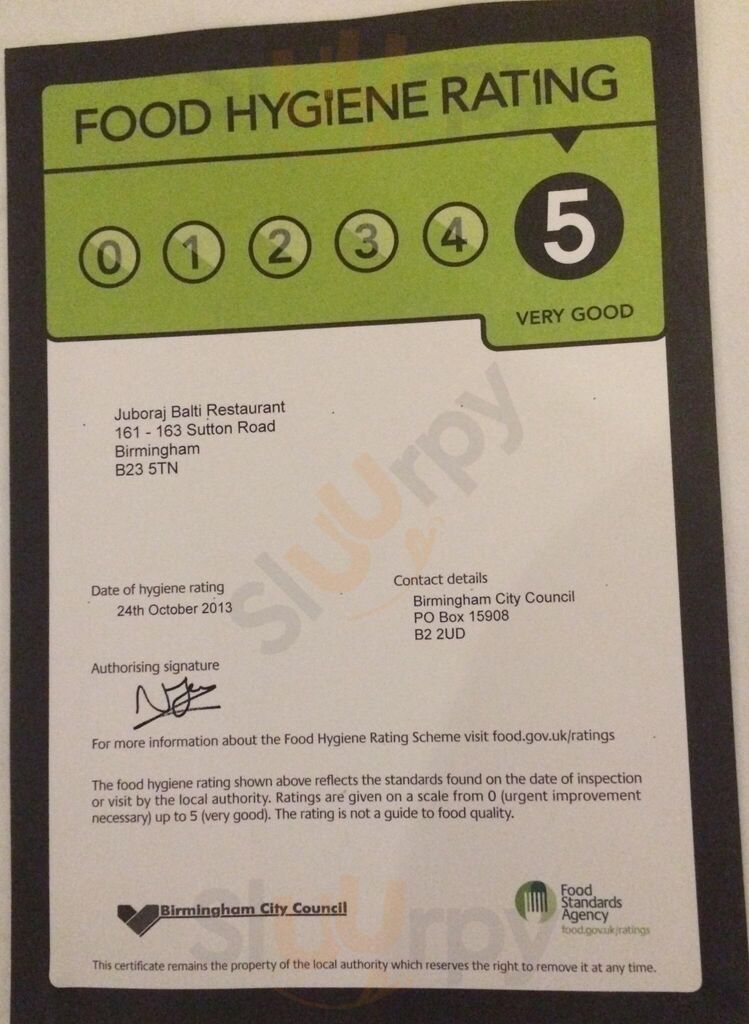 FOOD HYGIENE RATING
0 1 2 3 4 5
VERY GOOD
Juboraj Balti Restaurant
161 - 163 Sutton Road
Birmingham
B23 5TN
Date of hygiene rating
24th October 2013
Contact details
Birmingham City Council
PO Box 15908
B2 2UD
Authorising signature
For more information about the Food Hygiene Rating Scheme visit food.gov.uk/ratings
The food hygiene rating shown above reflects the standards found on the date of inspection
or visit by the local authority. Ratings are given on a scale from 0 (urgent improvement
necessary) up to 5 (very good). The rating is not a guide to food quality.
Birmingham City Council
Food
Standards
Agency
food.gov.uk/ratings
This certificate remains the property of the local authority which reserves the right to remove it at any time.
sluurpy
sluurpy